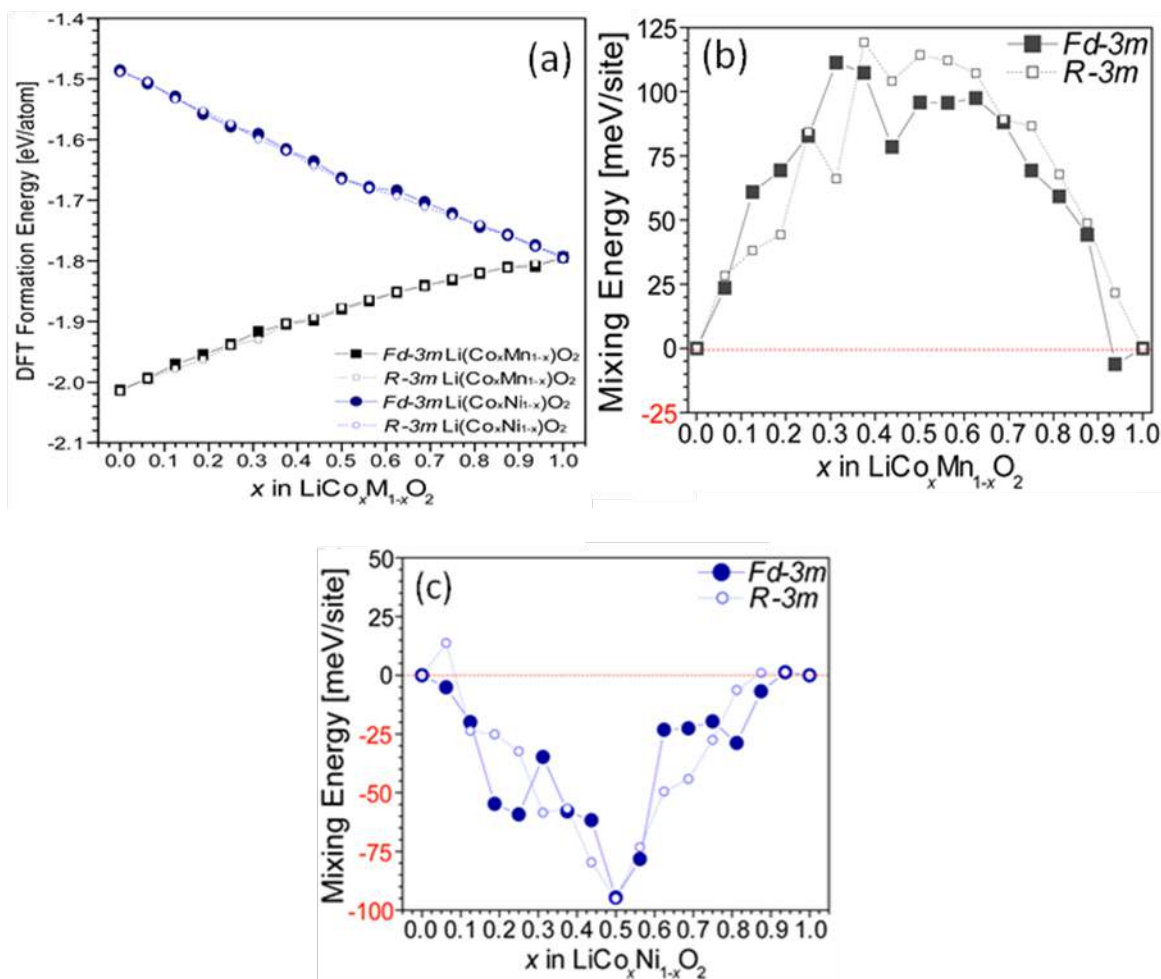 (a)
DFT Formation Energy [eV/atom]
-1.4
-1.5
-1.6
-1.7
-1.8
-1.9
-2.0
-2.1
Fd-3m Li(CoxMn1-x)O2
R-3m Li(CoxMn1-x)O2
Fd-3m Li(CoxNi1-x)O2
R-3m Li(CoxNi1-x)O2
0.0 0.1 0.2 0.3 0.4 0.5 0.6 0.7 0.8 0.9 1.0
x in LiCoxM1-xO2
(b)
Mixing Energy [meV/site]
125
100
75
50
25
0
-25
Fd-3m
R-3m
0.0 0.1 0.2 0.3 0.4 0.5 0.6 0.7 0.8 0.9 1.0
x in LiCoxMn1-xO2
(c)
Mixing Energy [meV/site]
50
25
0
-25
-50
-75
-100
Fd-3m
R-3m
0.0 0.1 0.2 0.3 0.4 0.5 0.6 0.7 0.8 0.9 1.0
x in LiCoxNi1-xO2